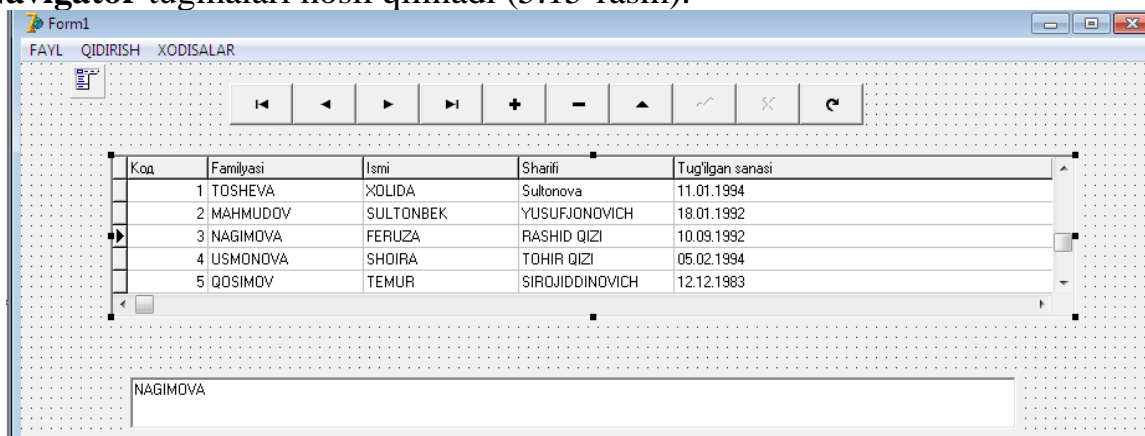 Navigator tugmalari hosil qilinadi (5.15-rasm).
Form1
FAYL QIDIRISH XODISALAR
Код Familyasi Ismi Sharifi Tug'ilgan sanasi
1 TOSHEVA XOLIDA Sultonova 11.01.1994
2 MAHMUDOV SULTONBEK YUSUFJONOVICH 18.01.1992
3 NAGIMOVA FERUZA RASHID QIZI 10.09.1992
4 USMONOVA SHOIRA TOHIR QIZI 05.02.1994
5 QOSIMOV TEMUR SIROJIDDINOVICH 12.12.1983
NAGIMOVA